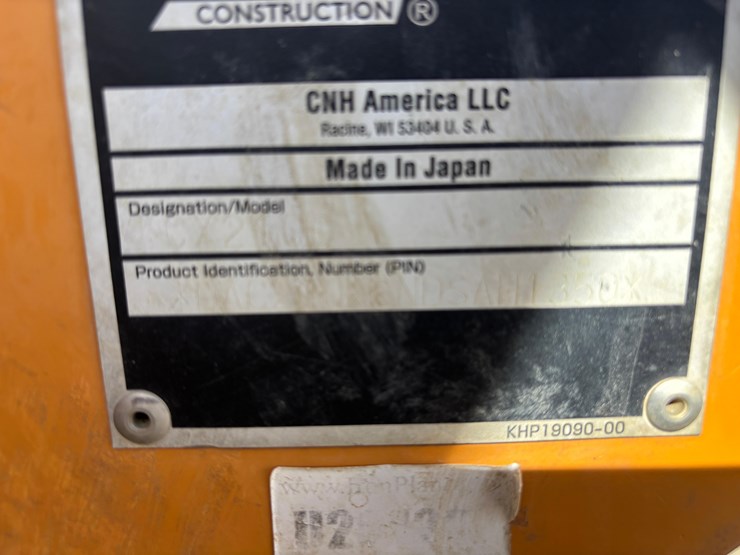 CONSTRUCTION ®
CNH America LLC
Racine, WI 53404 U. S. A.
Made In Japan
Designation/Model
Product Identification Number (PIN)
KHP19090-00